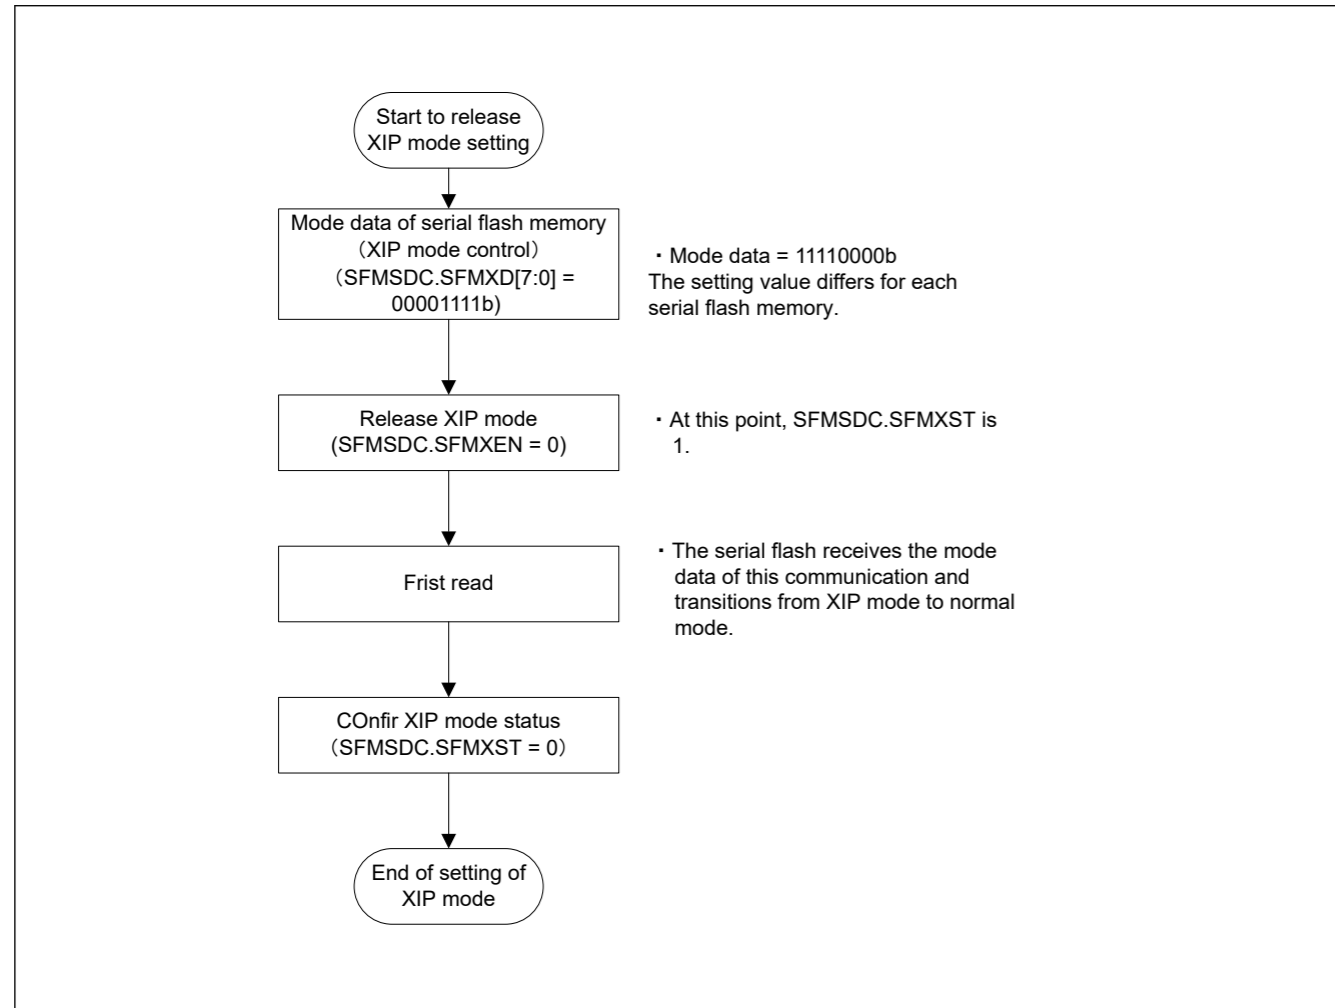 Start to release
XIP mode setting
Mode data of serial flash memory
（XIP mode control）
（SFMSDC.SFMXD[7:0] =
00001111b)
・Mode data = 11110000b
The setting value differs for each
serial flash memory.
Release XIP mode
(SFMSDC.SFMXEN = 0)
・At this point, SFMSDC.SFMXST is
1.
Frist read
・The serial flash receives the mode
data of this communication and
transitions from XIP mode to normal
mode.
COnfir XIP mode status
（SFMSDC.SFMXST = 0）
End of setting of
XIP mode